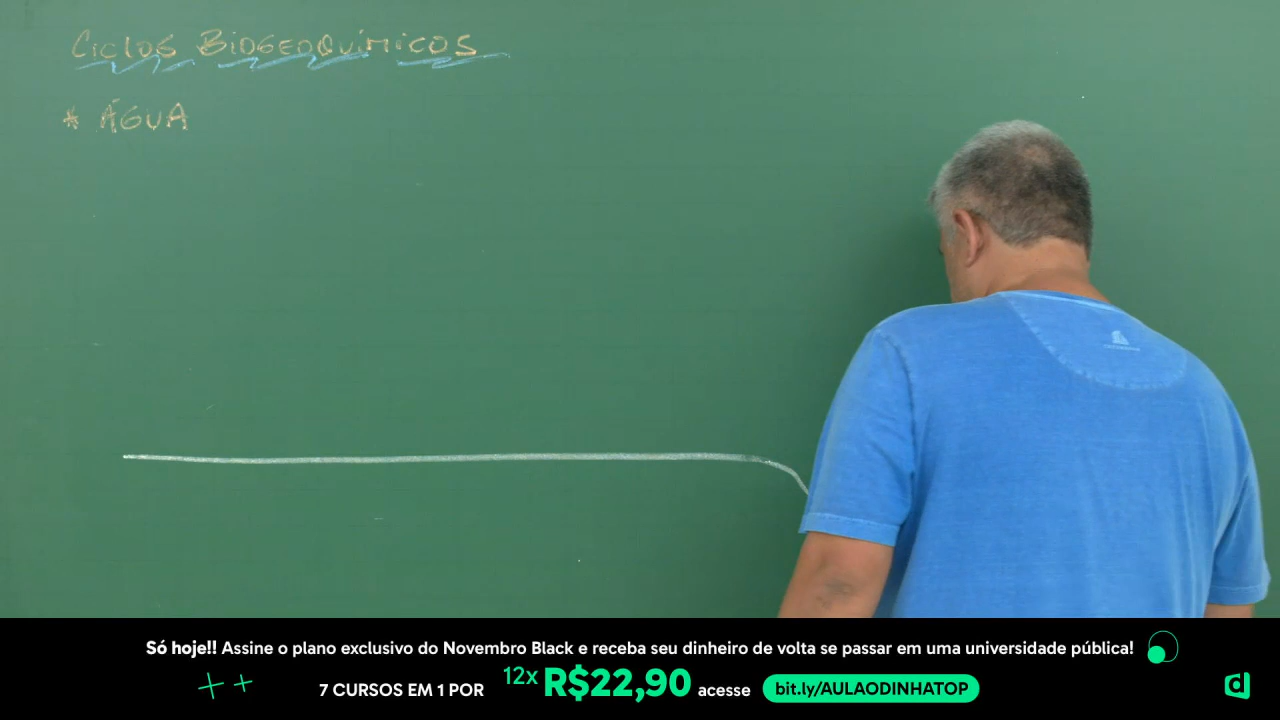 Ciclos Biogeoquímicos
* ÁGUA
Só hoje!! Assine o plano exclusivo do Novembro Black e receba seu dinheiro de volta se passar em uma universidade pública!
7 CURSOS EM 1 POR 12x R$22,90 acesse bit.ly/AULAODINHATOP
d